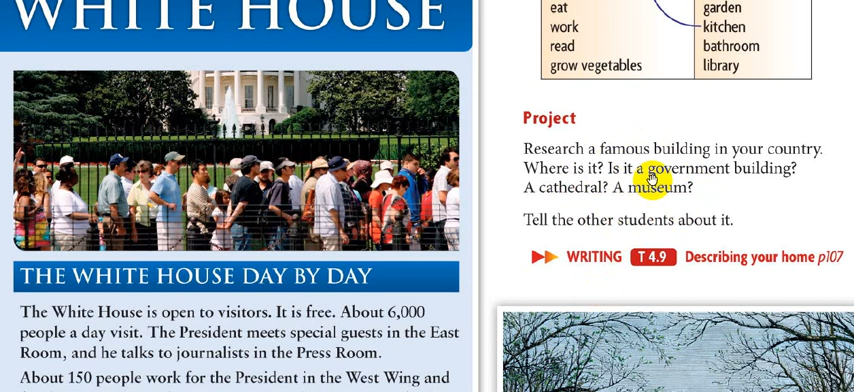 WHITE HOUSE
THE WHITE HOUSE DAY BY DAY
The White House is open to visitors. It is free. About 6,000
people a day visit. The President meets special guests in the East
Room, and he talks to journalists in the Press Room.
About 150 people work for the President in the West Wing and
eat
work
read
grow vegetables
garden
kitchen
bathroom
library
Project
Research a famous building in your country.
Where is it? Is it a government building?
A cathedral? A museum?
Tell the other students about it.
WRITING T 4.9 Describing your home p107